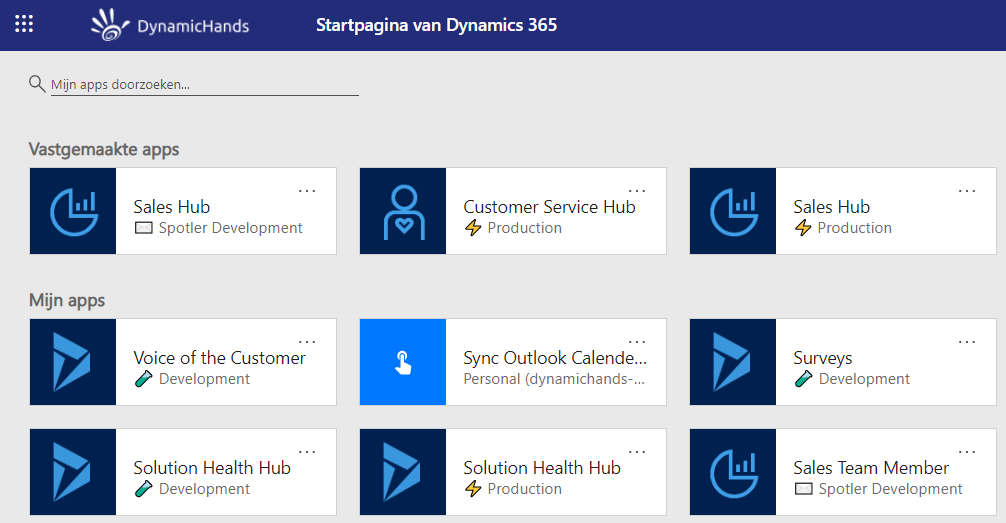 DynamicHands
Startpagina van Dynamics 365
Mijn apps doorzoeken...
Vastgemaakte apps
Sales Hub
Spotler Development
Customer Service Hub
Production
Sales Hub
Production
Mijn apps
Voice of the Customer
Development
Sync Outlook Calende...
Personal (dynamichands-...
Surveys
Development
Solution Health Hub
Development
Solution Health Hub
Production
Sales Team Member
Spotler Development